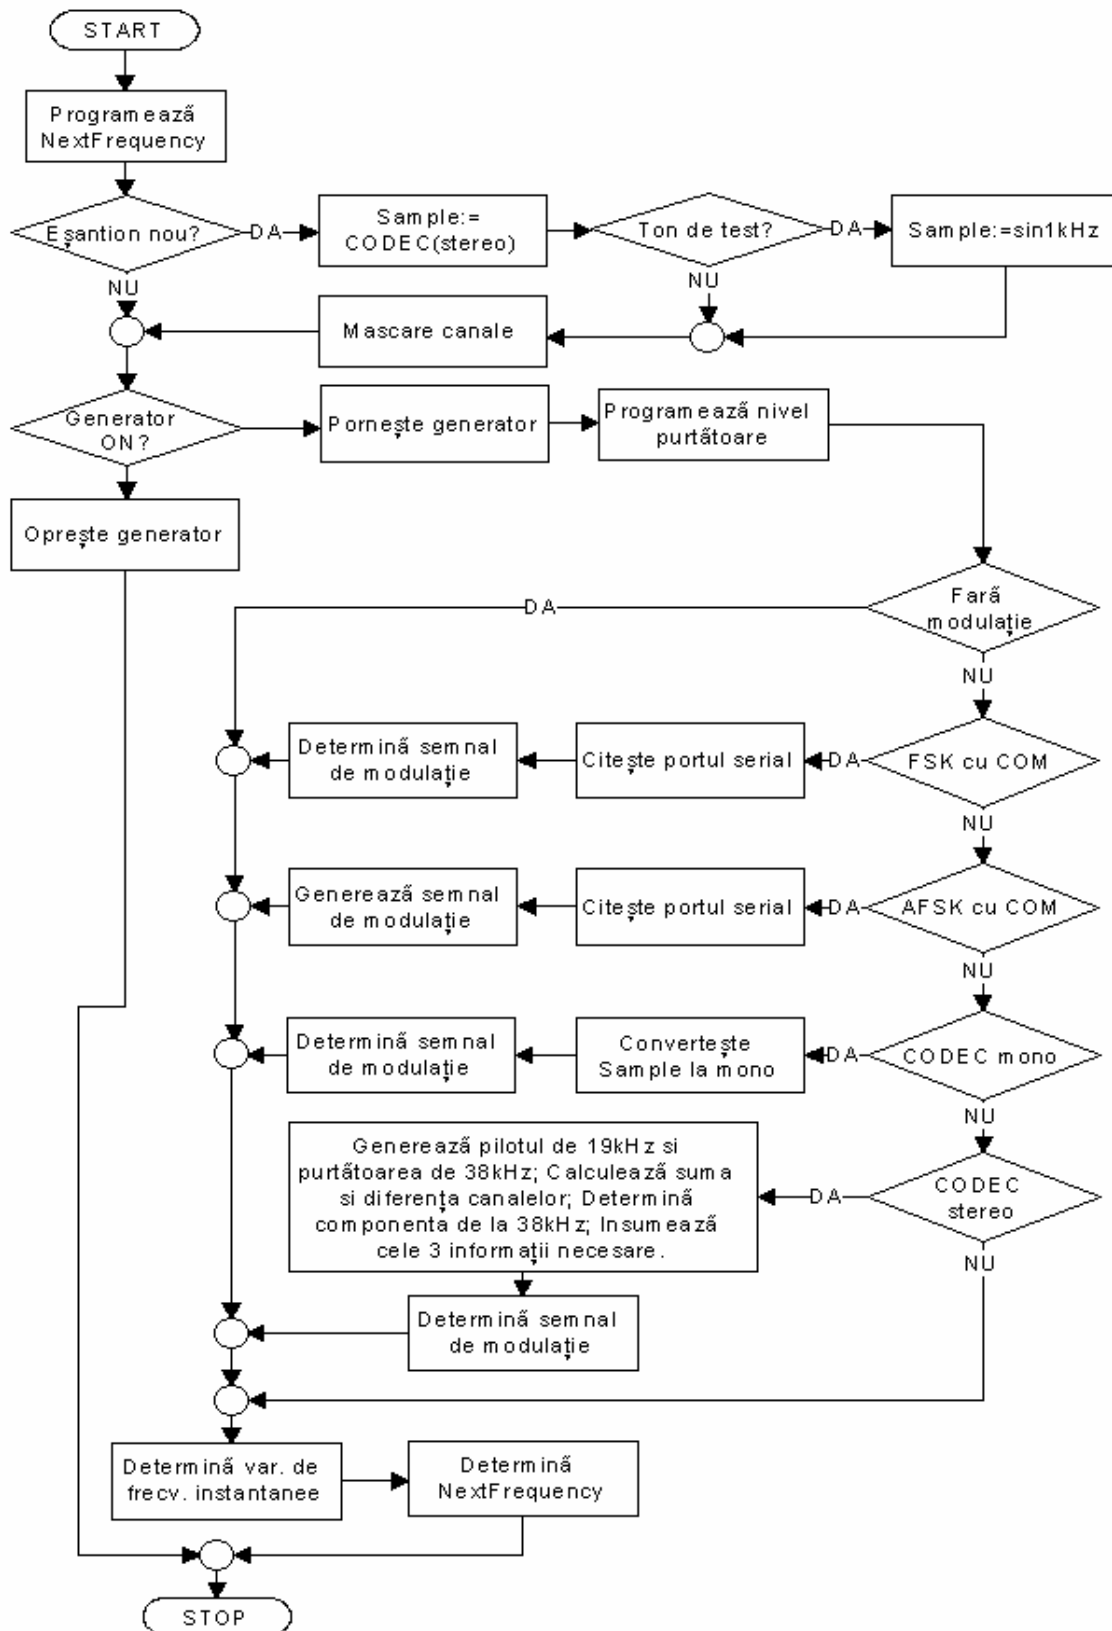 START
Programează
NextFrequency
Eșantion nou?
DA
Sample:=
CODEC(stereo)
Ton de test?
DA
Sample:=sin1kHz
NU
NU
Mascare canale
Generator
ON?
Pornește generator
Programează nivel
purtătoare
Oprește generator
Fară
modulație
DA
NU
Determină semnal
de modulație
Citește portul serial
DA
FSK cu COM
NU
Generează semnal
de modulație
Citește portul serial
DA
AFSK cu COM
NU
Determină semnal
de modulație
Convertește
Sample la mono
DA
CODEC mono
NU
Generează pilotul de 19kHz si
purtătoarea de 38kHz; Calculează suma
si diferența canalelor; Determină
componenta de la 38kHz; Insumează
cele 3 informații necesare.
DA
CODEC
stereo
NU
Determină semnal
de modulație
Determină var. de
frecv. instantanee
Determină
NextFrequency
STOP